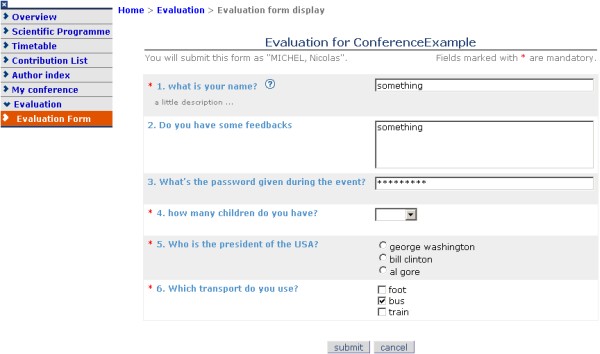 Home > Evaluation > Evaluation form display
Overview
Scientific Programme
Timetable
Contribution List
Author index
My conference
Evaluation
Evaluation Form
Evaluation for ConferenceExample
You will submit this form as "MICHEL, Nicolas". Fields marked with * are mandatory.
* 1. what is your name? ? something
a little description ...
2. Do you have some feedbacks something
3. What's the password given during the event? *********
* 4. how many children do you have?
* 5. Who is the president of the USA? george washington
bill clinton
al gore
* 6. Which transport do you use? foot
bus
train
submit cancel